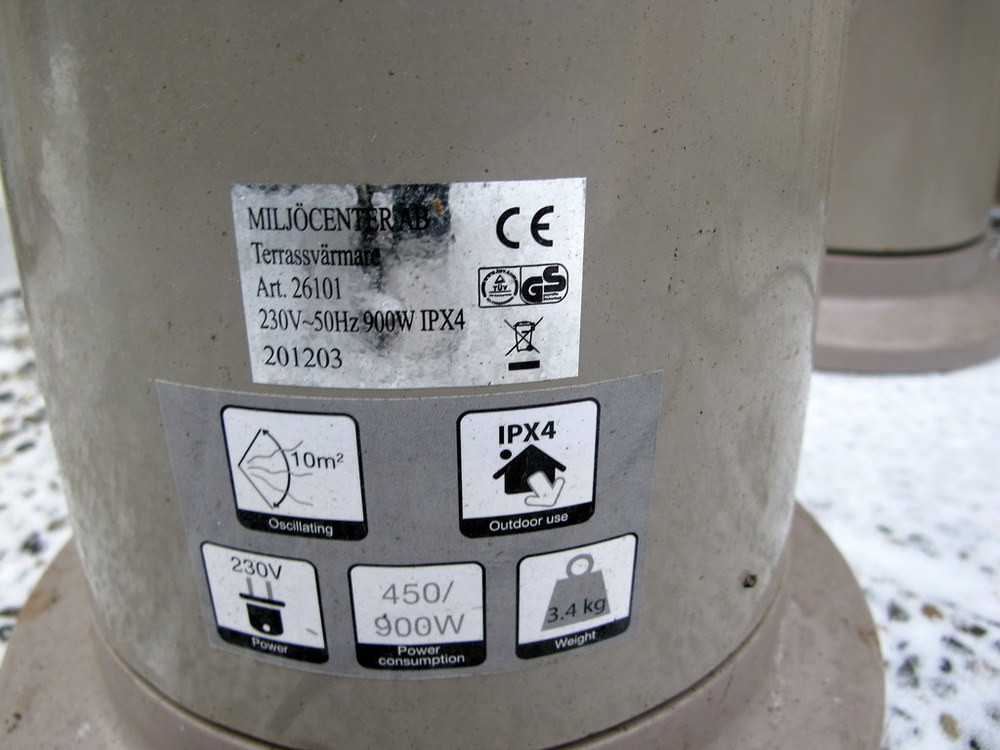 MILJÖCENTER AB
Terrassvärmare
Art. 26101
230V~50Hz 900W IPX4
201203
CE
TÜV
GS
10m²
Oscillating
IPX4
Outdoor use
230V
Power
450/
900W
Power
consumption
3.4 kg
Weight